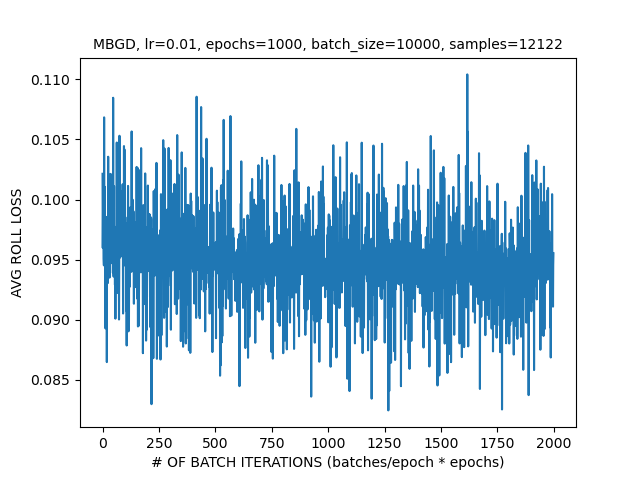 MBGD, lr=0.01, epochs=1000, batch_size=10000, samples=12122
0.110
0.105
0.100
0.095
0.090
0.085
AVG ROLL LOSS
0 250 500 750 1000 1250 1500 1750 2000
# OF BATCH ITERATIONS (batches/epoch * epochs)